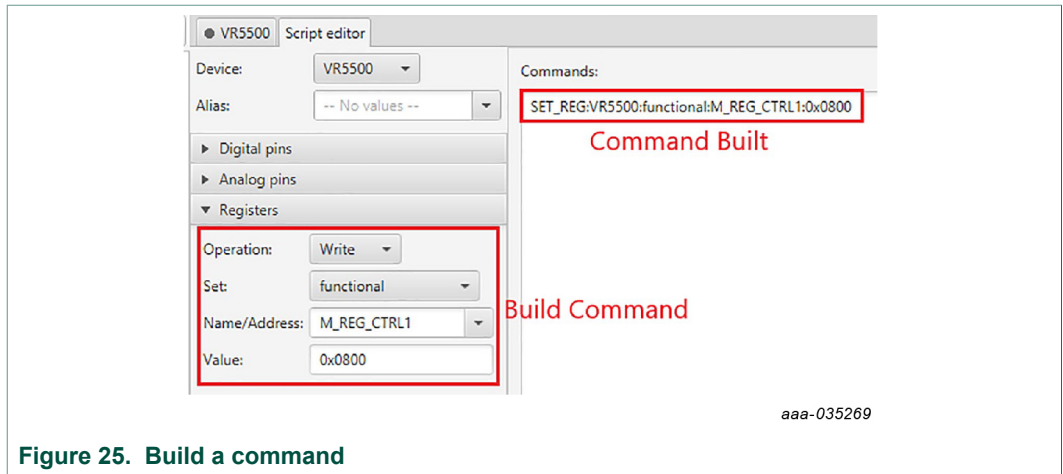 VR5500 Script editor
Device: VR5500
Alias: -- No values --
Digital pins
Analog pins
Registers
Operation: Write
Set: functional
Name/Address: M_REG_CTRL1
Value: 0x0800
Build Command
Commands:
SET_REG:VR5500:functional:M_REG_CTRL1:0x0800
Command Built
aaa-035269
Figure 25. Build a command